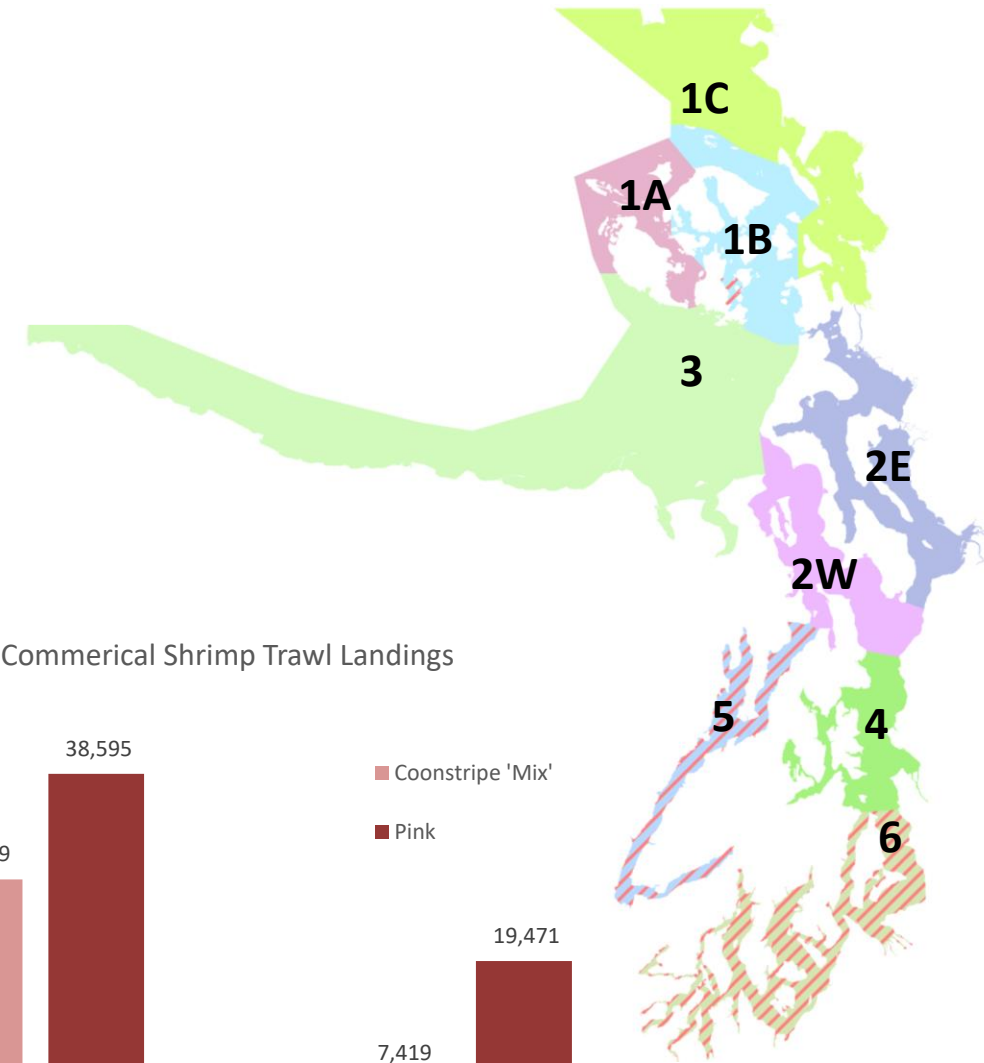 1C
1A
1B
3
2E
2W
Commerical Shrimp Trawl Landings
5
4
38,595
Coonstripe 'Mix'
Pink
6
19,471
7,419